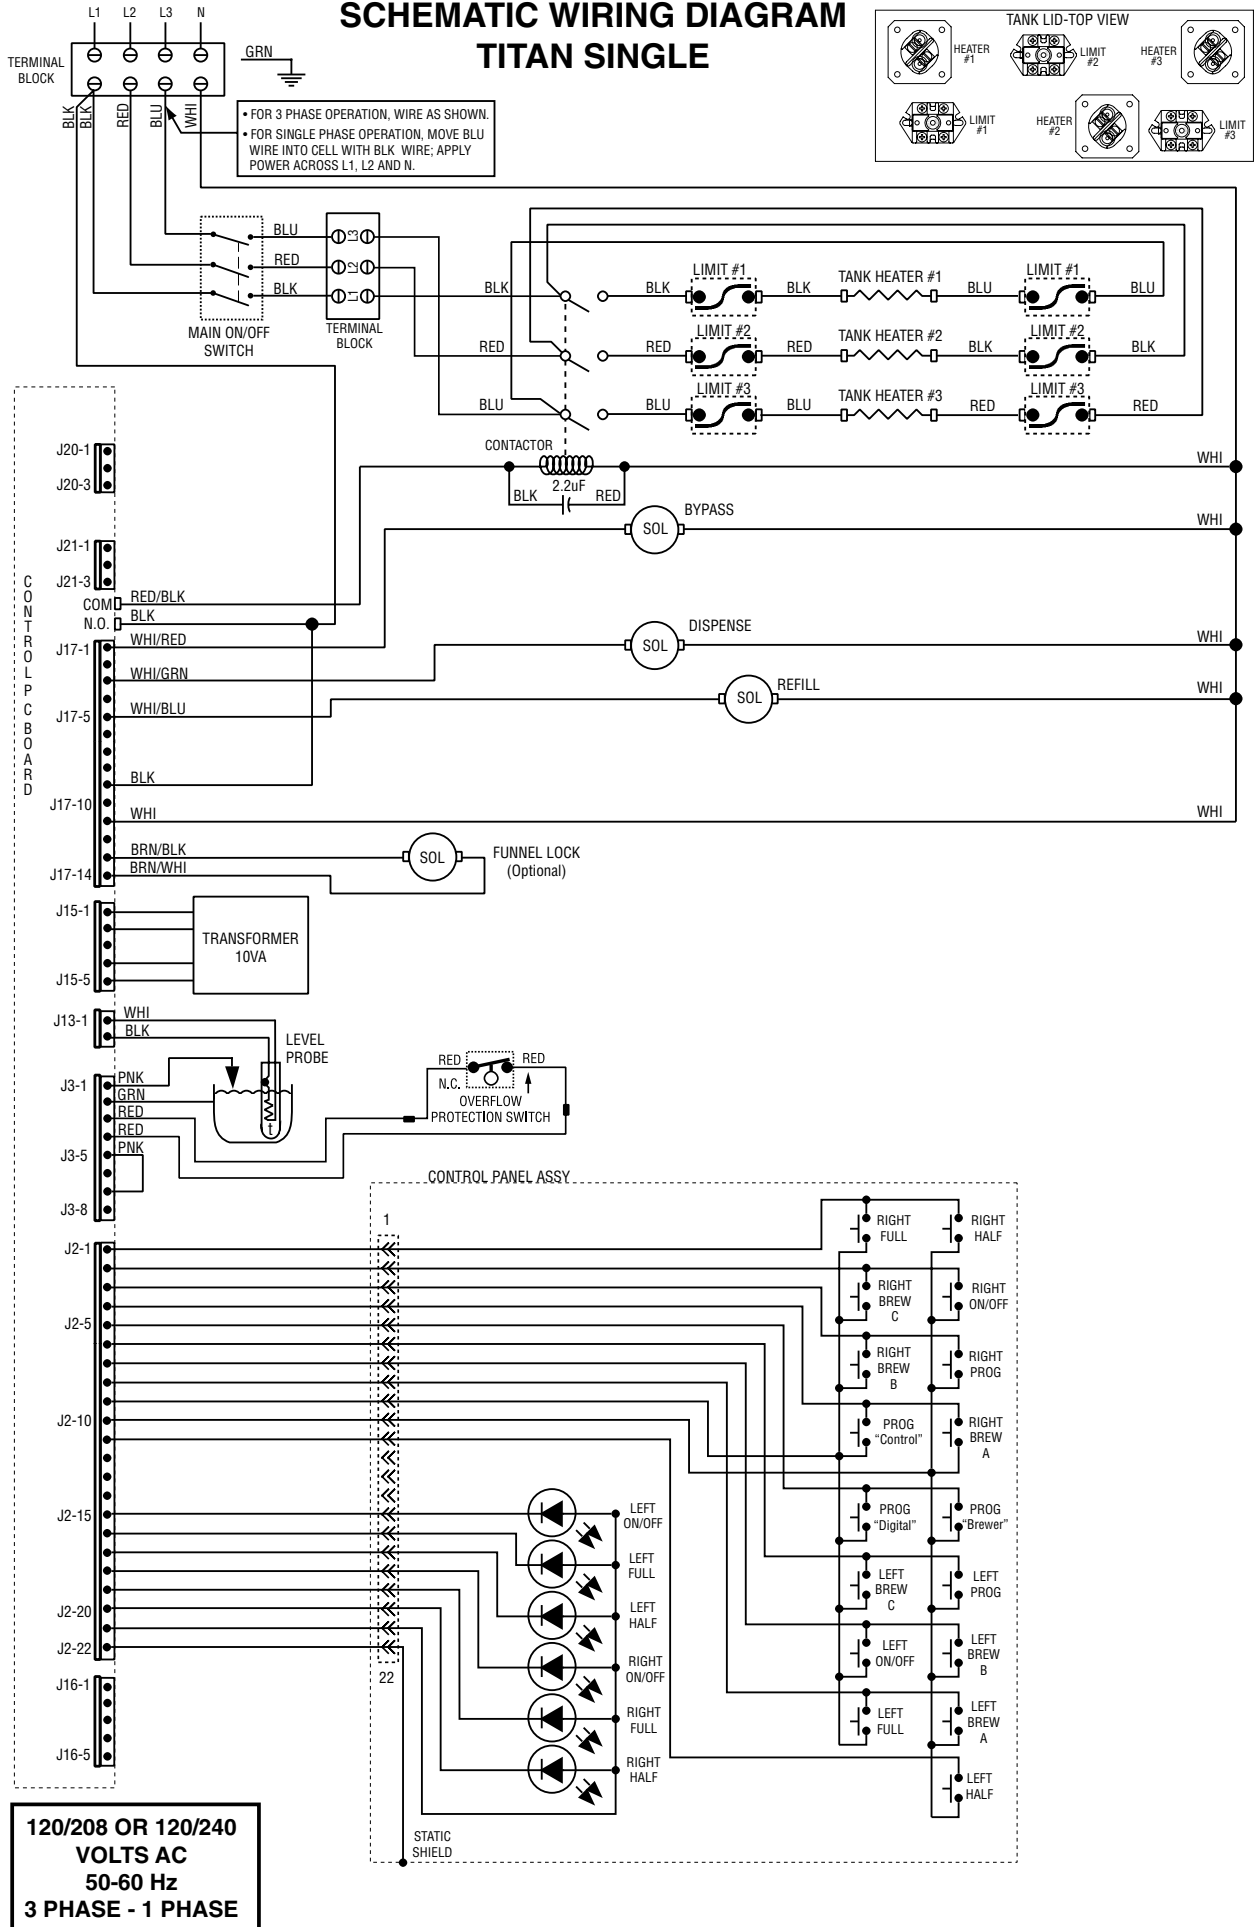 SCHEMATIC WIRING DIAGRAM
TITAN SINGLE
L1 L2 L3 N
TERMINAL
BLOCK
GRN
BLK
BLK
RED
BLU
WHI
• FOR 3 PHASE OPERATION, WIRE AS SHOWN.
• FOR SINGLE PHASE OPERATION, MOVE BLU
WIRE INTO CELL WITH BLK WIRE; APPLY
POWER ACROSS L1, L2 AND N.
TANK LID-TOP VIEW
HEATER
#1
LIMIT
#2
HEATER
#3
LIMIT
#1
HEATER
#2
LIMIT
#3
BLU
RED
BLK
L3
L2
L1
MAIN ON/OFF
SWITCH
TERMINAL
BLOCK
BLK BLK LIMIT #1 BLK TANK HEATER #1 BLU LIMIT #1 BLU
RED RED LIMIT #2 RED TANK HEATER #2 BLK LIMIT #2 BLK
BLU BLU LIMIT #3 BLU TANK HEATER #3 RED LIMIT #3 RED
CONTACTOR
2.2uF
BLK RED
WHI
CONTROL PC BOARD
J20-1
J20-3
J21-1
J21-3
COM RED/BLK
N.O. BLK
SOL BYPASS WHI
J17-1 WHI/RED
WHI/GRN
SOL DISPENSE WHI
J17-5 WHI/BLU
SOL REFILL WHI
BLK
J17-10
WHI WHI
BRN/BLK
J17-14 BRN/WHI
SOL FUNNEL LOCK
(Optional)
J15-1
J15-5
TRANSFORMER
10VA
J13-1 WHI
BLK
LEVEL
PROBE
t
J3-1 PNK
GRN
RED
RED
J3-5 PNK
J3-8
RED RED
N.C.
OVERFLOW
PROTECTION SWITCH
CONTROL PANEL ASSY
1
22
J2-1
J2-5
J2-10
J2-15
J2-20
J2-22
J16-1
J16-5
RIGHT
FULL
RIGHT
HALF
RIGHT
BREW
C
RIGHT
ON/OFF
RIGHT
BREW
B
RIGHT
PROG
PROG
“Control”
RIGHT
BREW
A
PROG
“Digital”
PROG
“Brewer”
LEFT
BREW
C
LEFT
PROG
LEFT
ON/OFF
LEFT
BREW
B
LEFT
FULL
LEFT
BREW
A
LEFT
HALF
LEFT
ON/OFF
LEFT
FULL
LEFT
HALF
RIGHT
ON/OFF
RIGHT
FULL
RIGHT
HALF
STATIC
SHIELD
120/208 OR 120/240
VOLTS AC
50-60 Hz
3 PHASE - 1 PHASE